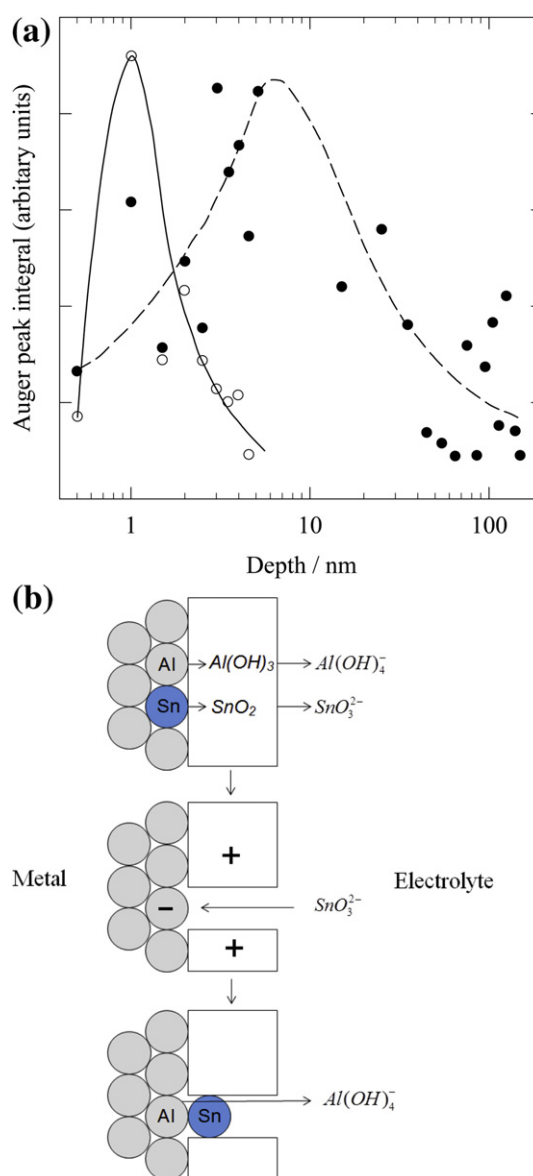 (a)
Auger peak integral (arbitary units)
1 10 100
Depth / nm
(b)
Al Al(OH)₃ Al(OH)₄⁻
Sn SnO₂ SnO₃²⁻
+
Metal Electrolyte
− SnO₃²⁻
+
Al(OH)₄⁻
Al Sn